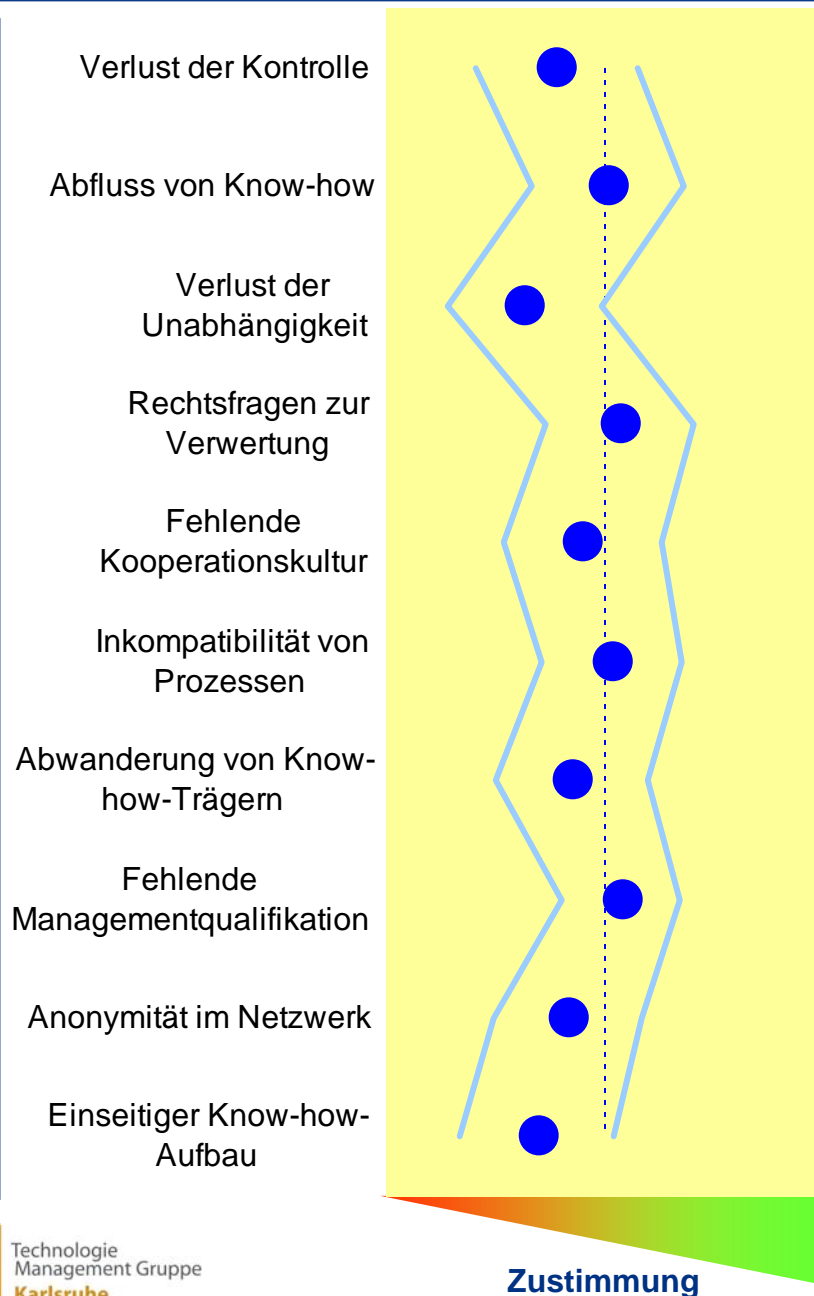 Verlust der Kontrolle
Abfluss von Know-how
Verlust der
Unabhängigkeit
Rechtsfragen zur
Verwertung
Fehlende
Kooperationskultur
Inkompatibilität von
Prozessen
Abwanderung von Know-
how-Trägern
Fehlende
Managementqualifikation
Anonymität im Netzwerk
Einseitiger Know-how-
Aufbau
Technologie
Management Gruppe
Karlsruhe
Zustimmung